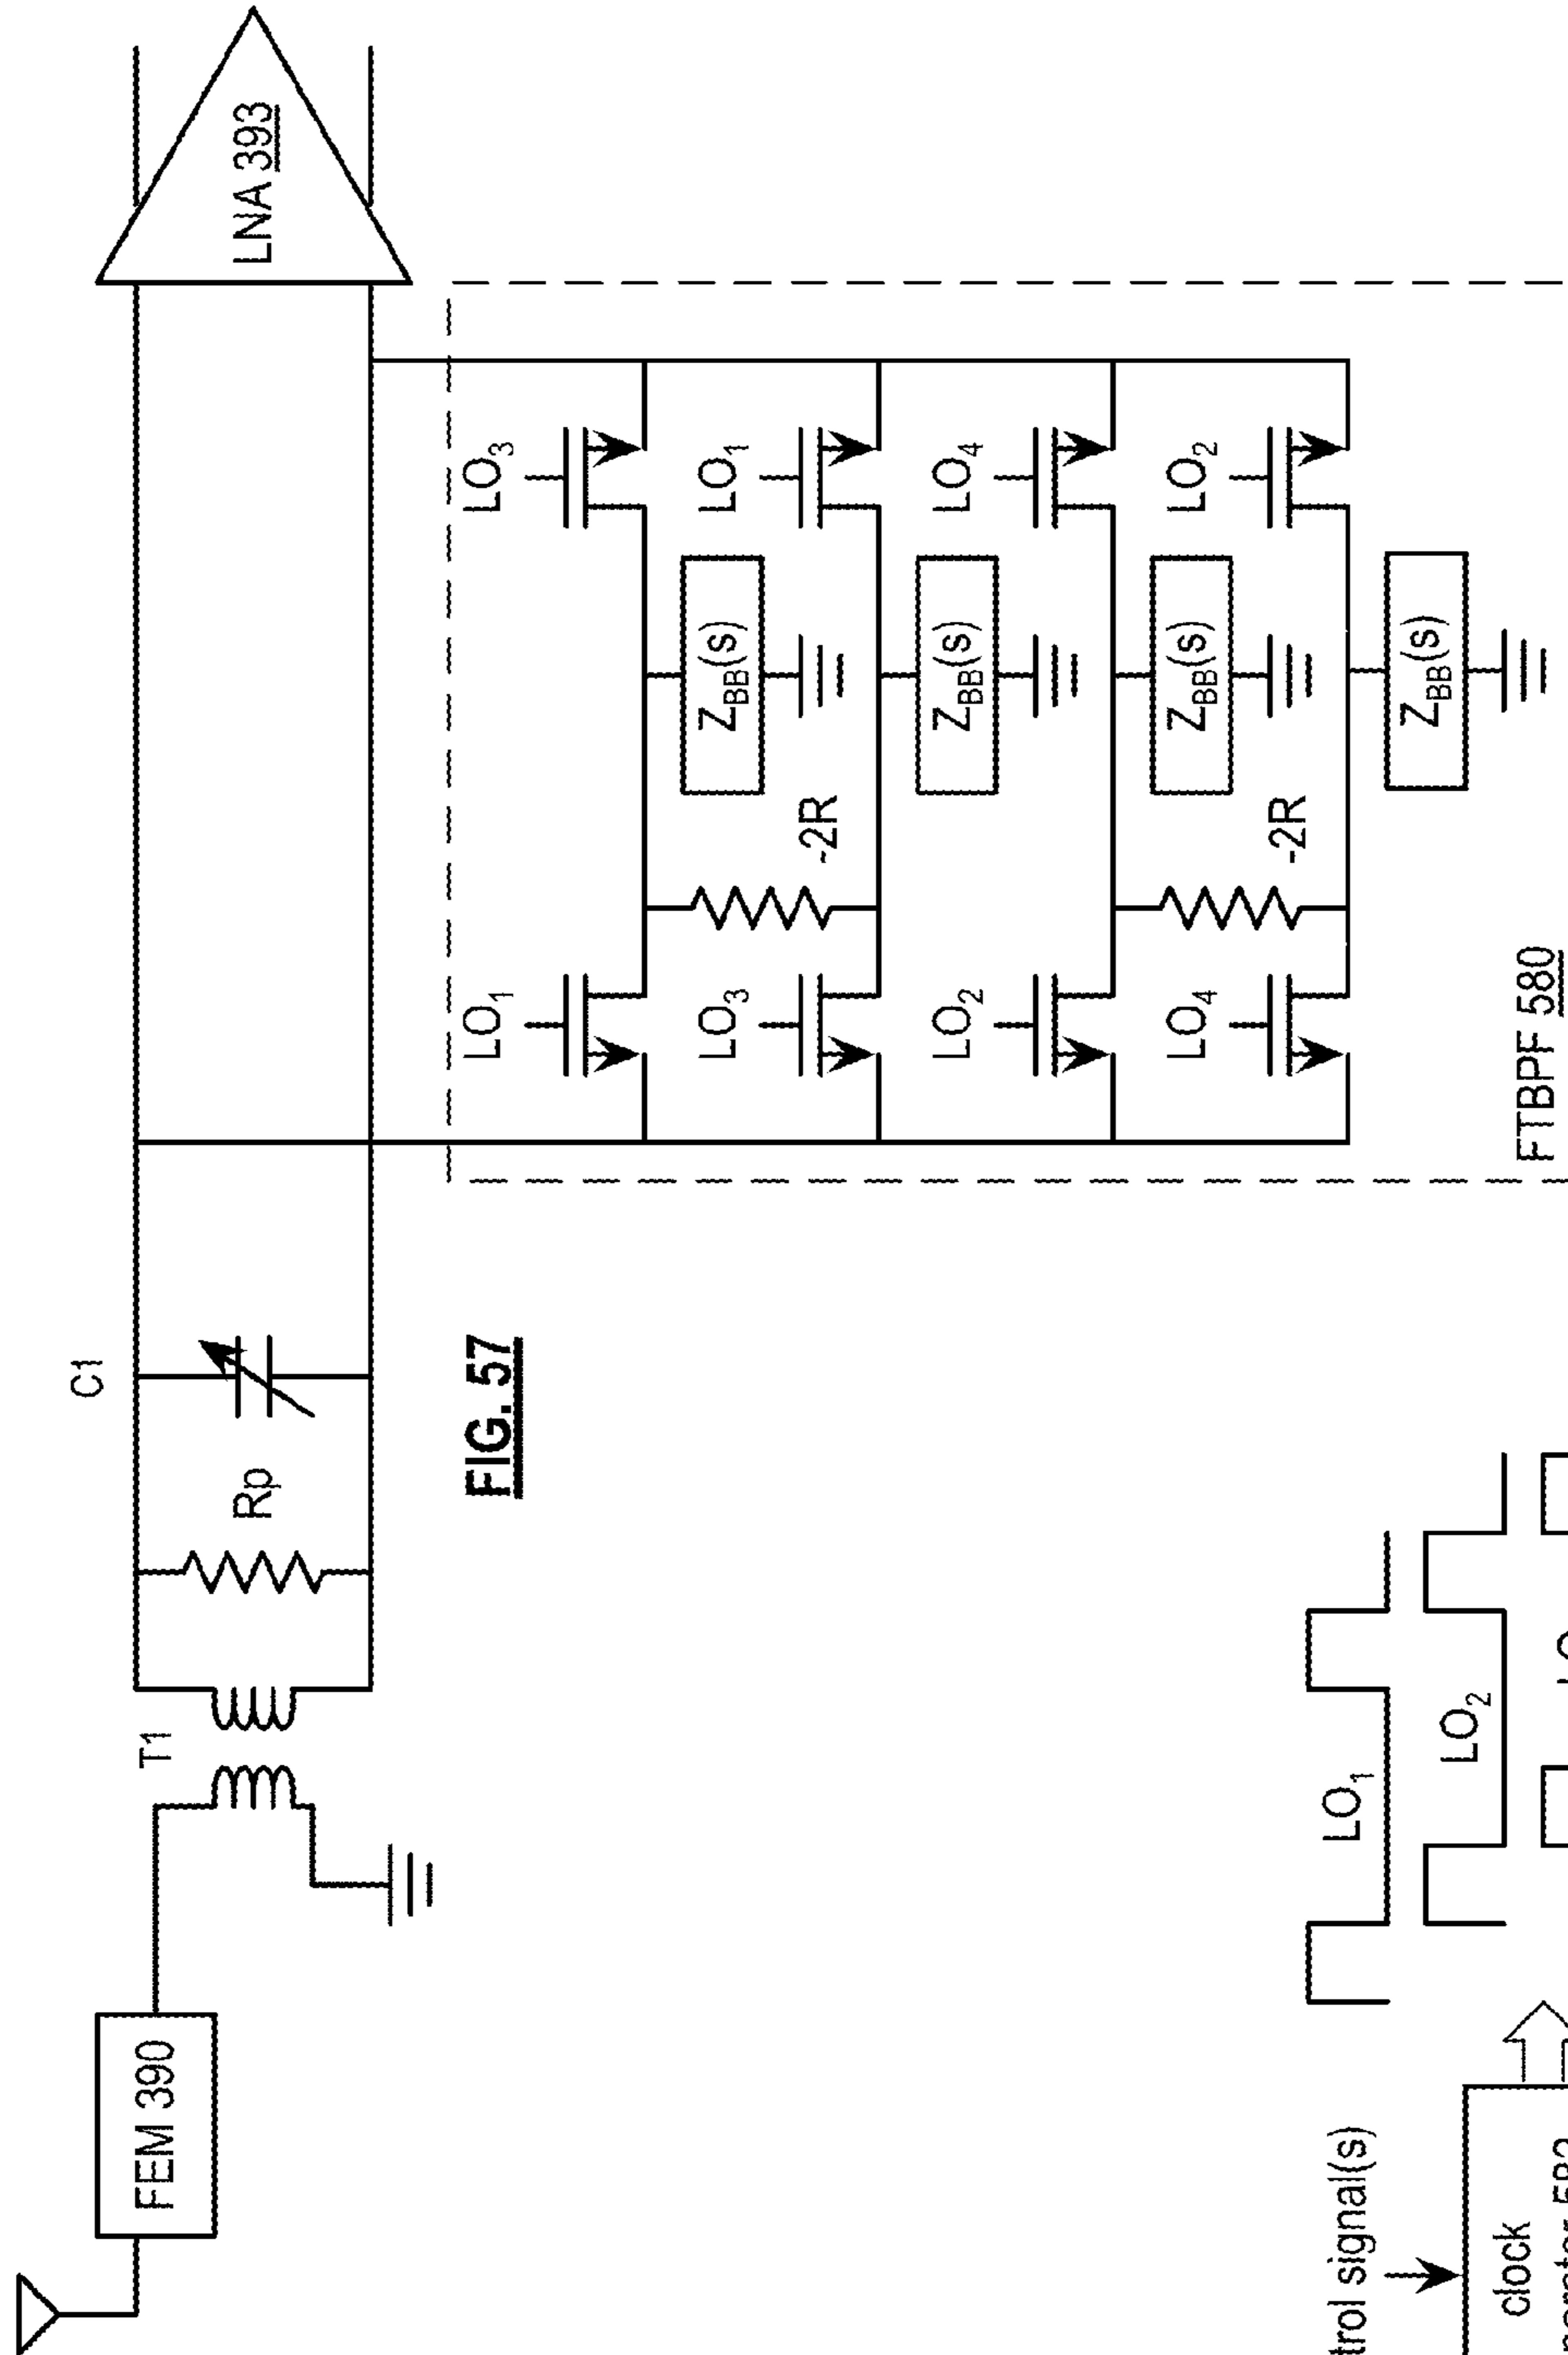 FEM 390
T1
Rp
C1
LNA 393
LO1
LO3
ZBB(s)
-2R
LO3
LO1
ZBB(s)
LO2
LO4
ZBB(s)
-2R
LO4
LO2
ZBB(s)
FTBPF 580
FIG. 57
LO1
LO2
trol signal(s)
clock